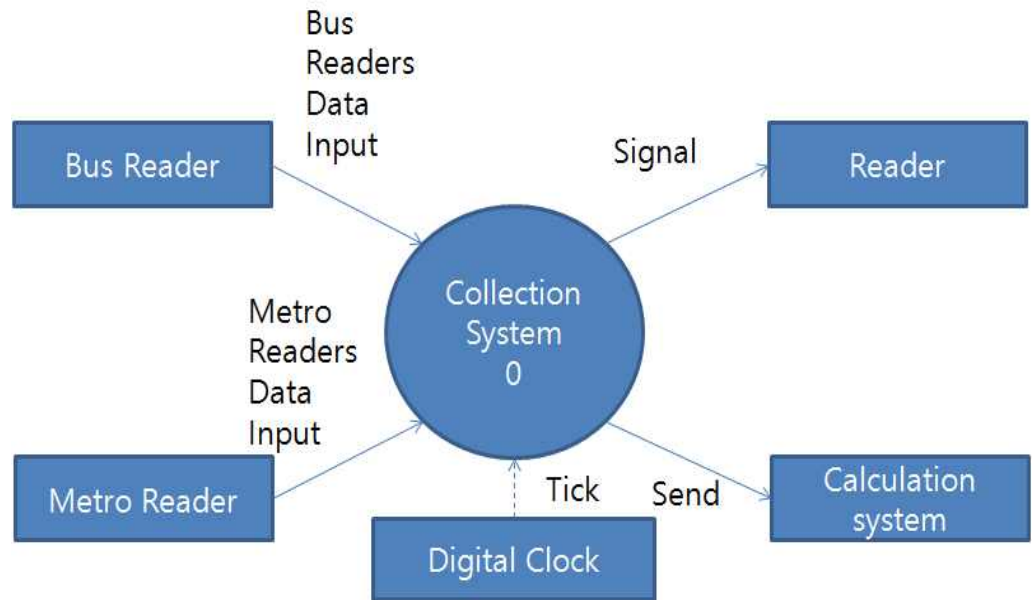 Bus
Readers
Data
Input
Bus Reader
Signal
Reader
Collection
System
0
Metro
Readers
Data
Input
Metro Reader
Tick
Send
Calculation
system
Digital Clock